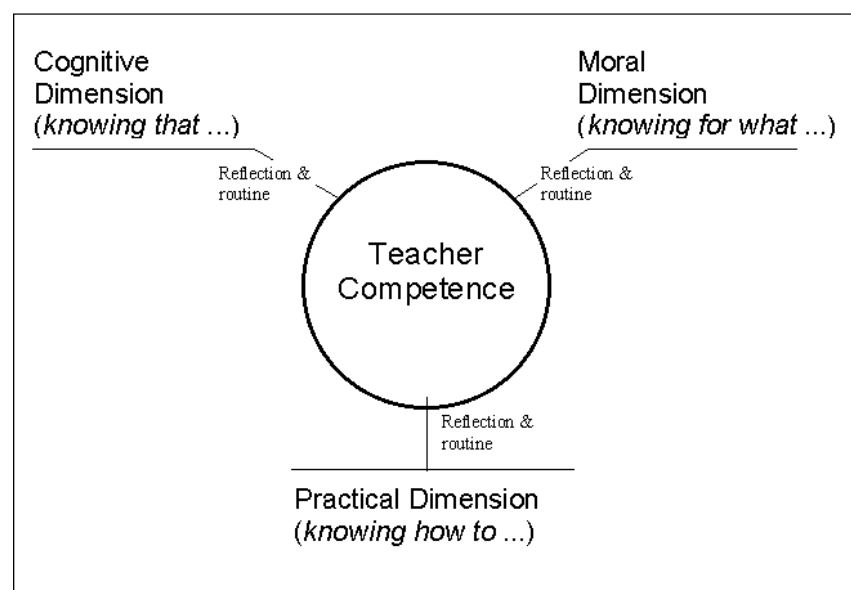 Cognitive
Dimension
(knowing that ...)
Moral
Dimension
(knowing for what ...)
Reflection &
routine
Reflection &
routine
Teacher
Competence
Reflection &
routine
Practical Dimension
(knowing how to ...)